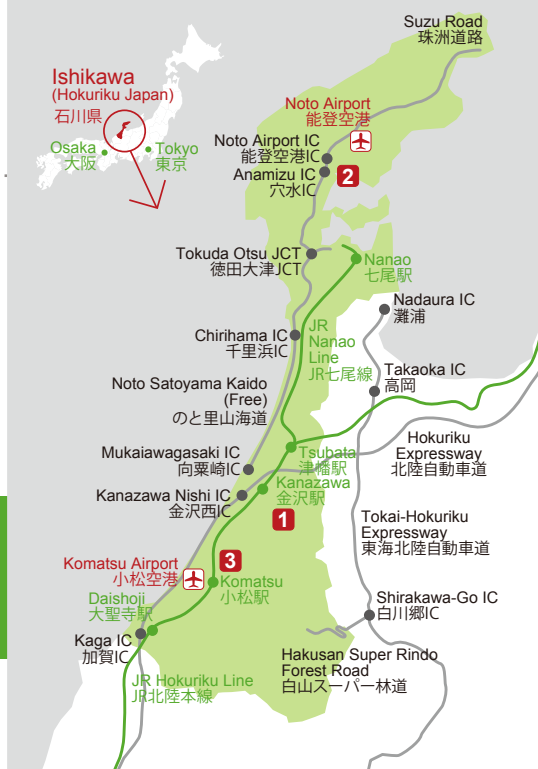 Suzu Road
珠洲道路
Ishikawa
(Hokuriku Japan)
石川県
Osaka
大阪
Tokyo
東京
Noto Airport
能登空港
Noto Airport IC
能登空港IC
Anamizu IC
穴水IC
2
Tokuda Otsu JCT
徳田大津JCT
Nanao
七尾駅
Nadaura IC
灘浦
Chirihama IC
千里浜IC
JR
Nanao
Line
JR七尾線
Takaoka IC
高岡
Noto Satoyama Kaido
(Free)
のと里山海道
Mukaiawagasaki IC
向粟崎IC
Tsubata
津幡駅
Hokuriku
Expressway
北陸自動車道
Kanazawa Nishi IC
金沢西IC
Kanazawa
金沢駅
1
Tokai-Hokuriku
Expressway
東海北陸自動車道
Komatsu Airport
小松空港
3
Komatsu
小松駅
Daishoji
大聖寺駅
Kaga IC
加賀IC
Shirakawa-Go IC
白川郷IC
Hakusan Super Rindo
Forest Road
白山スーパー林道
JR Hokuriku Line
JR北陸本線